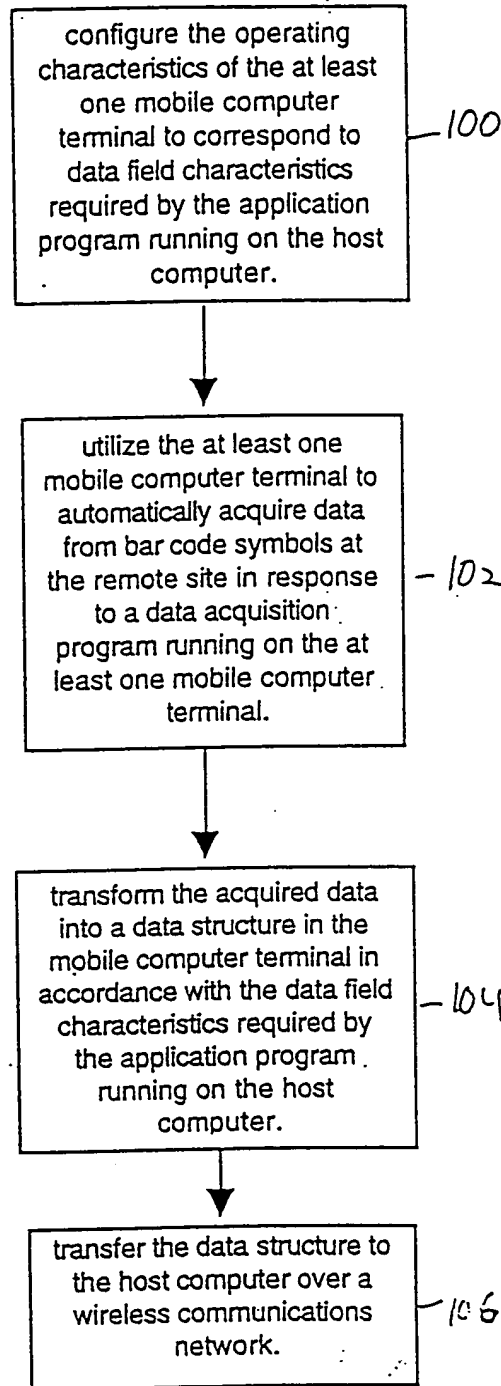 configure the operating
characteristics of the at least
one mobile computer
terminal to correspond to
data field characteristics
required by the application
program running on the host
computer.
100
utilize the at least one
mobile computer terminal to
automatically acquire data
from bar code symbols at
the remote site in response
to a data acquisition
program running on the at
least one mobile computer
terminal.
102
transform the acquired data
into a data structure in the
mobile computer terminal in
accordance with the data field
characteristics required by
the application program
running on the host
computer.
104
transfer the data structure to
the host computer over a
wireless communications
network.
106